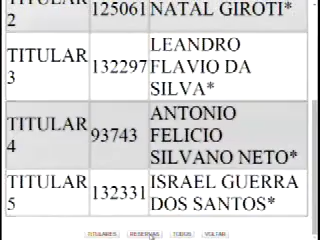 TITULAR 125061 NATAL GIROTI*
2
TITULAR 132297 LEANDRO
3 FLAVIO DA
SILVA*
TITULAR 93743 ANTONIO
4 FELICIO
SILVANO NETO*
TITULAR 132331 ISRAEL GUERRA
5 DOS SANTOS*
TITULARES RESERVAS TODOS VOLTAR